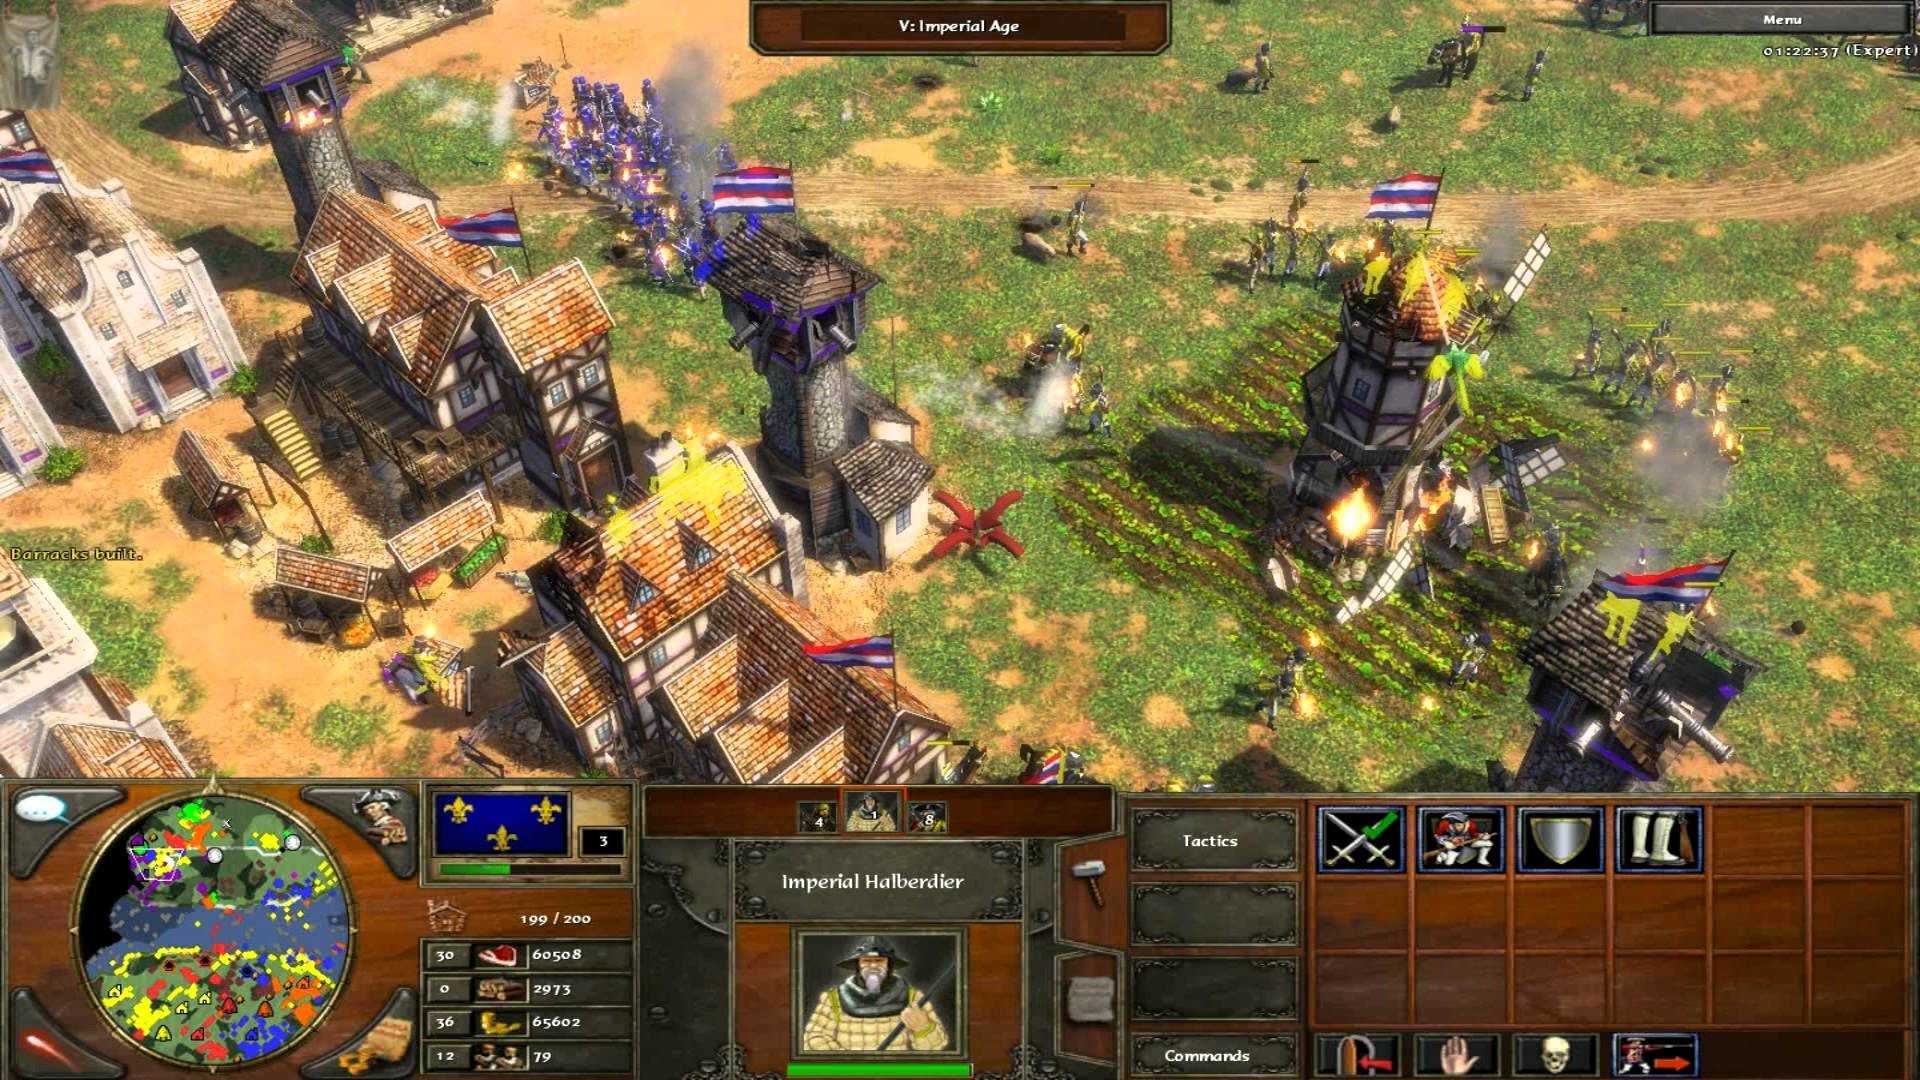 V: Imperial Age
Menu
01:22:37 (Expert)
Barracks built.
3
199 / 200
30 60508
0 2973
36 65602
12 79
4 1 8
Imperial Halberdier
Tactics
Commands